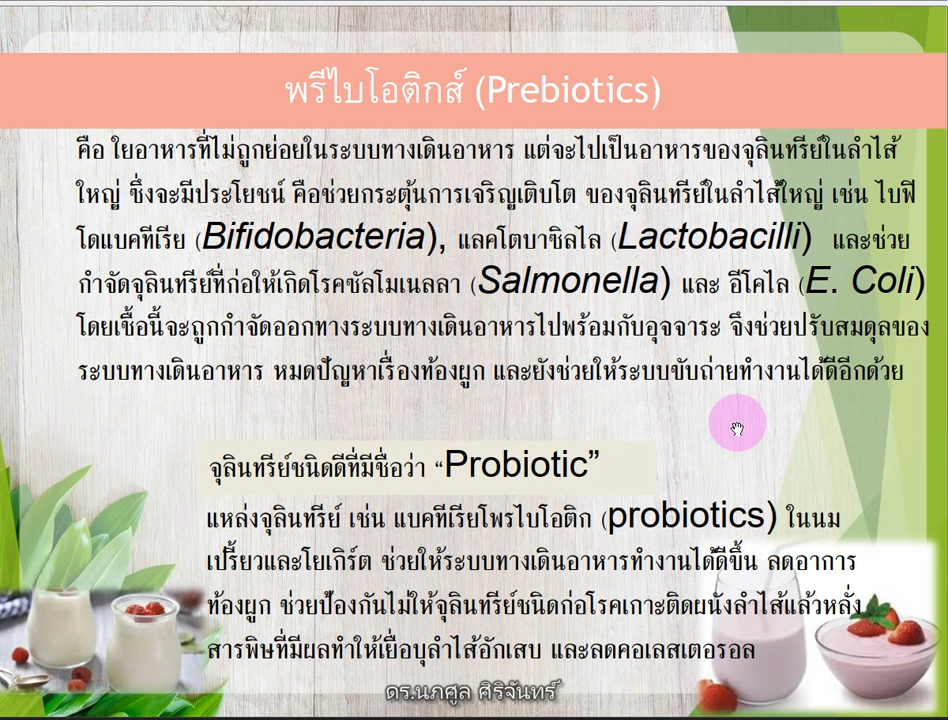 พรีไบโอติกส์ (Prebiotics)
คือ ใยอาหารที่ไม่ถูกย่อยในระบบทางเดินอาหาร แต่จะไปเป็นอาหารของจุลินทรีย์ในลำไส้
ใหญ่ ซึ่งจะมีประโยชน์ คือช่วยกระตุ้นการเจริญเติบโต ของจุลินทรีย์ในลำไส้ใหญ่ เช่น ไบฟิ
โดแบคทีเรีย (Bifidobacteria), แลคโตบาซิลไล (Lactobacilli) และช่วย
กำจัดจุลินทรีย์ที่ก่อให้เกิดโรคซัลโมเนลลา (Salmonella) และ อีโคไล (E. Coli)
โดยเชื้อนี้จะถูกกำจัดออกทางระบบทางเดินอาหารไปพร้อมกับอุจจาระ จึงช่วยปรับสมดุลของ
ระบบทางเดินอาหาร หมดปัญหาเรื่องท้องผูก และยังช่วยให้ระบบขับถ่ายทำงานได้ดีอีกด้วย
จุลินทรีย์ชนิดดีที่มีชื่อว่า “Probiotic”
แหล่งจุลินทรีย์ เช่น แบคทีเรียโพรไบโอติก (probiotics) ในนม
เปรี้ยวและโยเกิร์ต ช่วยให้ระบบทางเดินอาหารทำงานได้ดีขึ้น ลดอาการ
ท้องผูก ช่วยป้องกันไม่ให้จุลินทรีย์ชนิดก่อโรคเกาะติดผนังลำไส้แล้วหลั่ง
สารพิษที่มีผลทำให้เยื่อบุลำไส้อักเสบ และลดคอเลสเตอรอล
ดร.นภศูล ศิริจันทร์